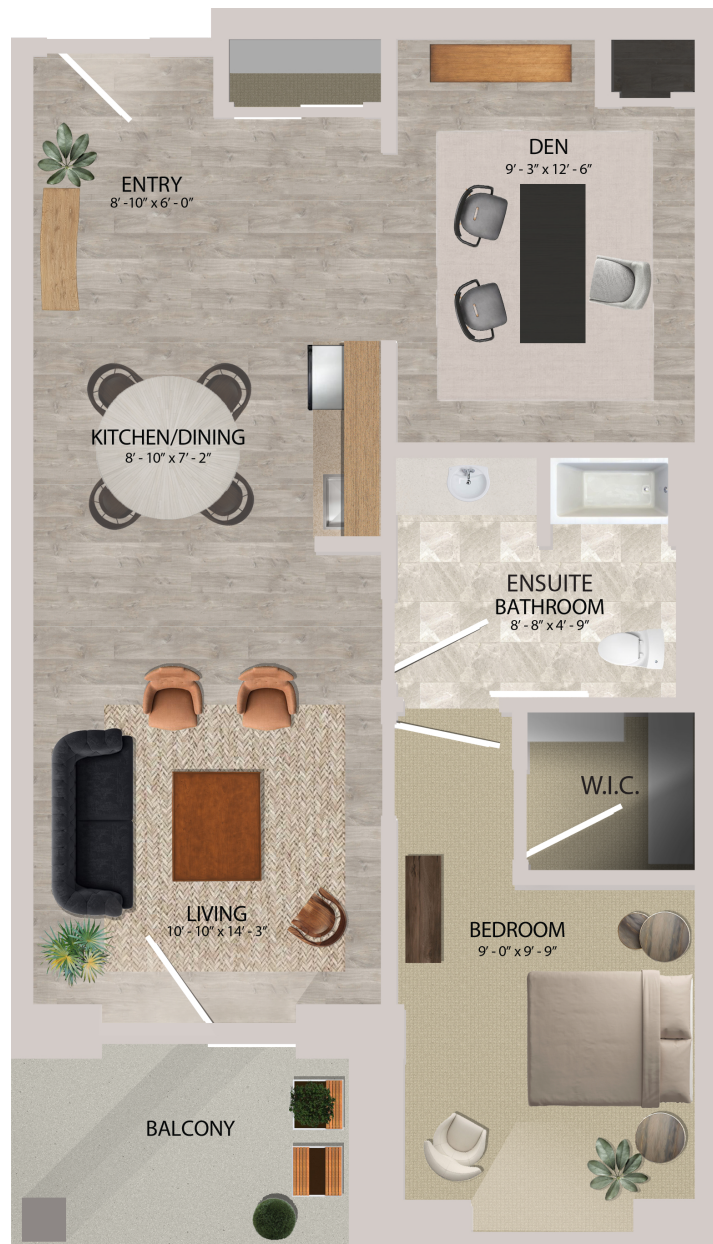 DEN
9' - 3" x 12' - 6"
ENTRY
8' -10" x 6' - 0"
KITCHEN/DINING
8' - 10" x 7' - 2"
ENSUITE
BATHROOM
8' - 8" x 4' - 9"
W.I.C.
LIVING
10' - 10" x 14' - 3"
BEDROOM
9' - 0" x 9' - 9"
BALCONY